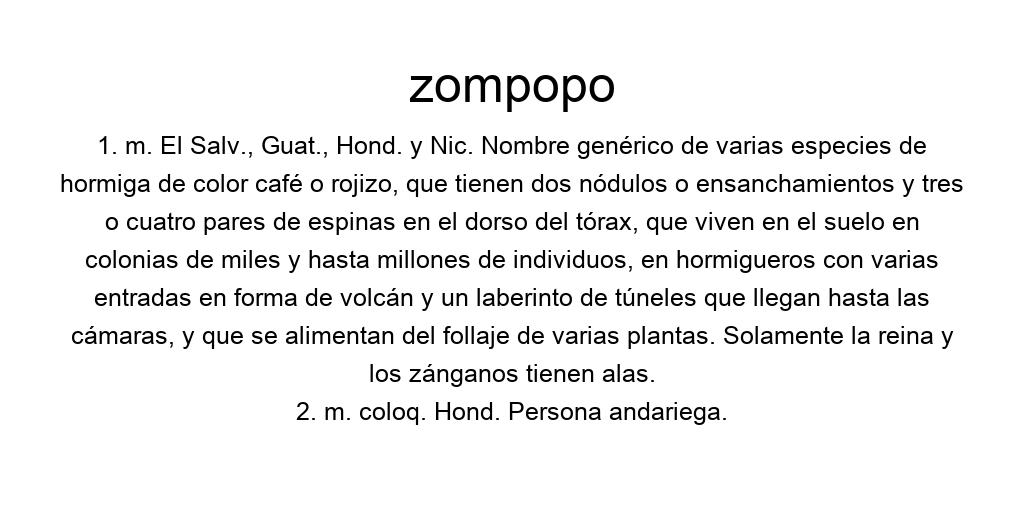 zompopo
1. m. El Salv., Guat., Hond. y Nic. Nombre genérico de varias especies de
hormiga de color café o rojizo, que tienen dos nódulos o ensanchamientos y tres
o cuatro pares de espinas en el dorso del tórax, que viven en el suelo en
colonias de miles y hasta millones de individuos, en hormigueros con varias
entradas en forma de volcán y un laberinto de túneles que llegan hasta las
cámaras, y que se alimentan del follaje de varias plantas. Solamente la reina y
los zánganos tienen alas.
2. m. coloq. Hond. Persona andariega.